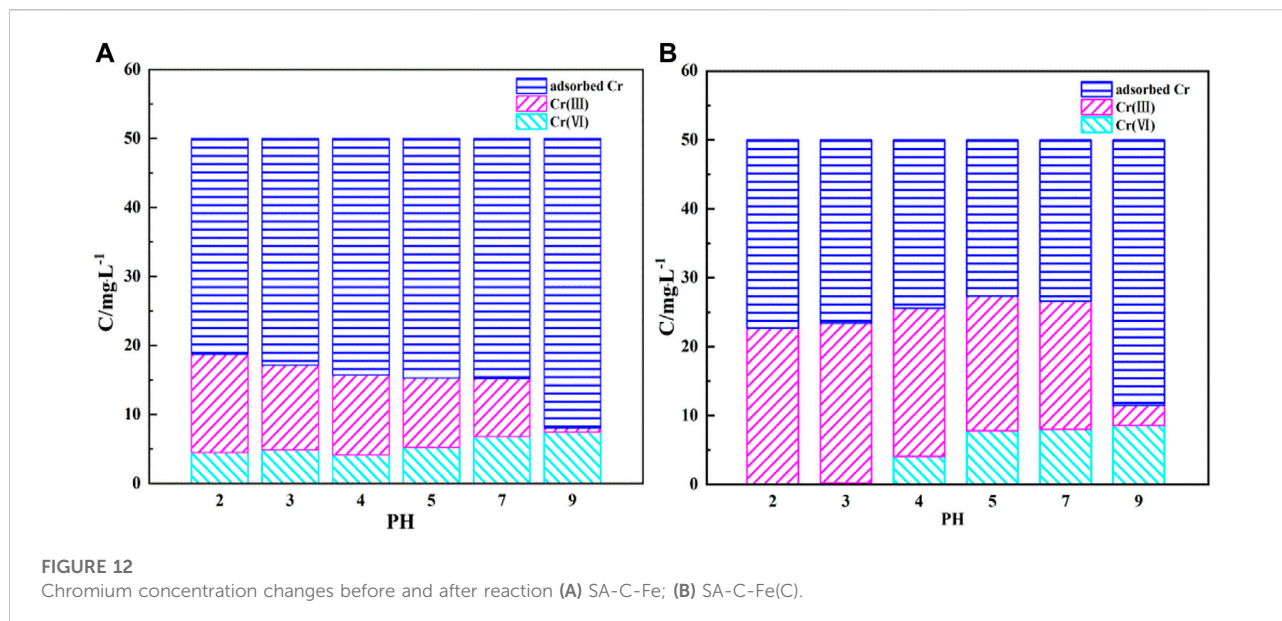 A
60
50
40
30
20
10
0
C/mg·L⁻¹
adsorbed Cr
Cr(Ⅲ)
Cr(Ⅵ)
2 3 4 5 7 9
PH
B
60
50
40
30
20
10
0
C/mg·L⁻¹
adsorbed Cr
Cr(Ⅲ)
Cr(Ⅵ)
2 3 4 5 7 9
PH
FIGURE 12
Chromium concentration changes before and after reaction (A) SA-C-Fe; (B) SA-C-Fe(C).